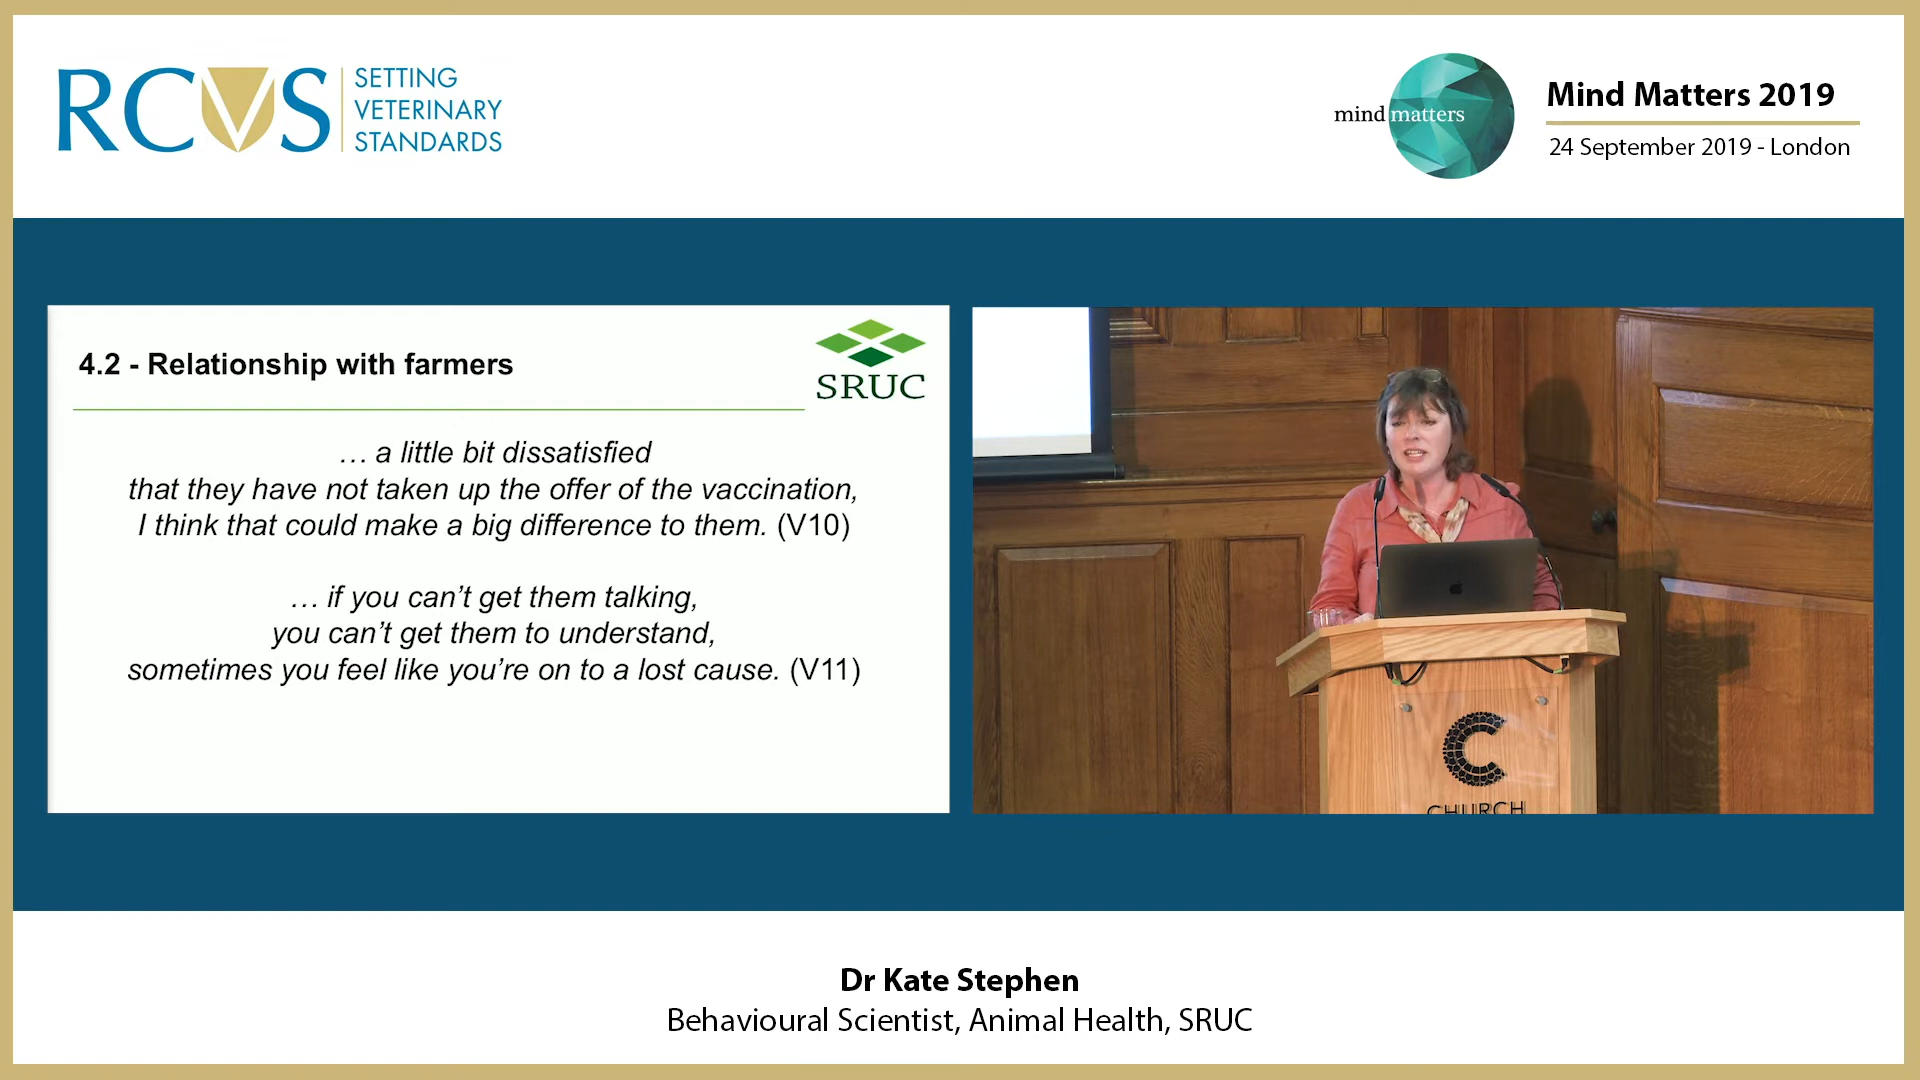 RCVS
SETTING
VETERINARY
STANDARDS
mind matters
Mind Matters 2019
24 September 2019 - London
4.2 - Relationship with farmers
SRUC
… a little bit dissatisfied
that they have not taken up the offer of the vaccination,
I think that could make a big difference to them. (V10)
… if you can’t get them talking,
you can’t get them to understand,
sometimes you feel like you’re on to a lost cause. (V11)
C
CHURCH
Dr Kate Stephen
Behavioural Scientist, Animal Health, SRUC